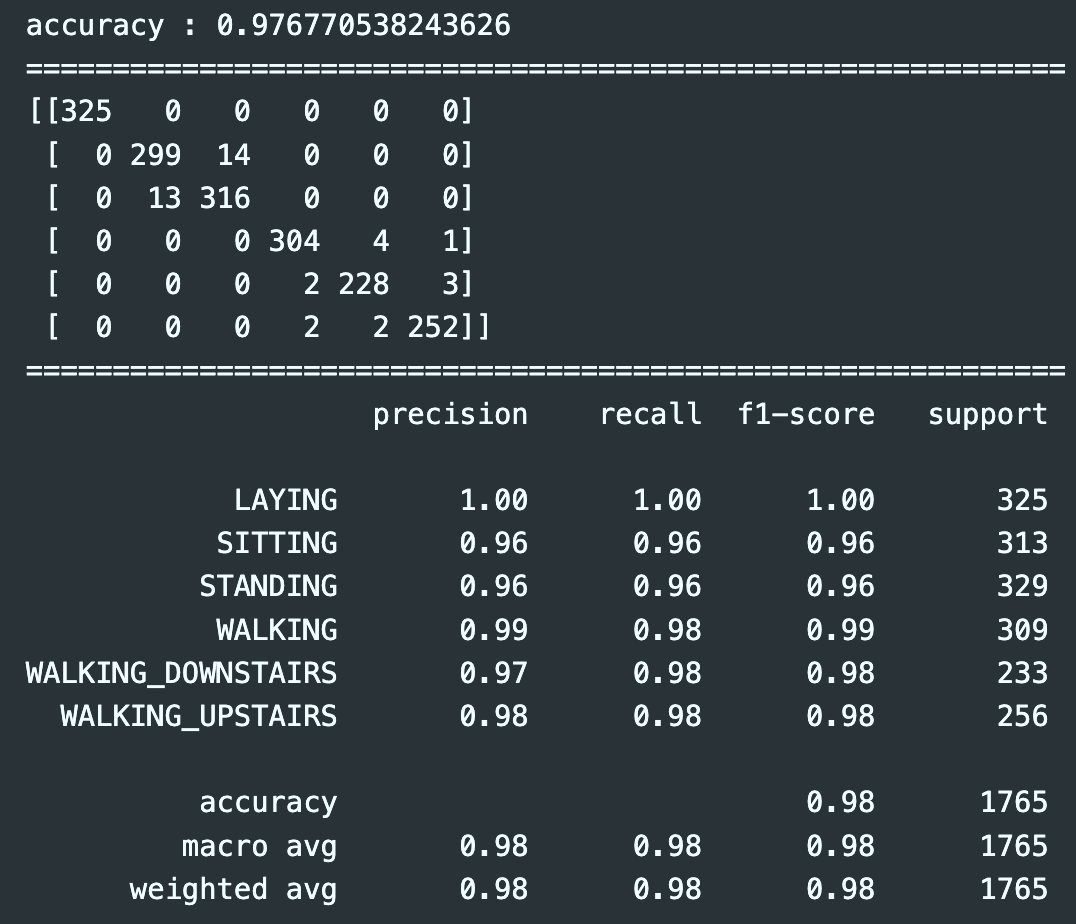 accuracy : 0.976770538243626
============================================================
[[325   0   0   0   0   0]
 [  0 299  14   0   0   0]
 [  0  13 316   0   0   0]
 [  0   0   0 304   4   1]
 [  0   0   0   2 228   3]
 [  0   0   0   2   2 252]]
============================================================
                    precision    recall  f1-score   support

            LAYING       1.00      1.00      1.00       325
           SITTING       0.96      0.96      0.96       313
          STANDING       0.96      0.96      0.96       329
           WALKING       0.99      0.98      0.99       309
WALKING_DOWNSTAIRS       0.97      0.98      0.98       233
  WALKING_UPSTAIRS       0.98      0.98      0.98       256

          accuracy                           0.98      1765
         macro avg       0.98      0.98      0.98      1765
      weighted avg       0.98      0.98      0.98      1765